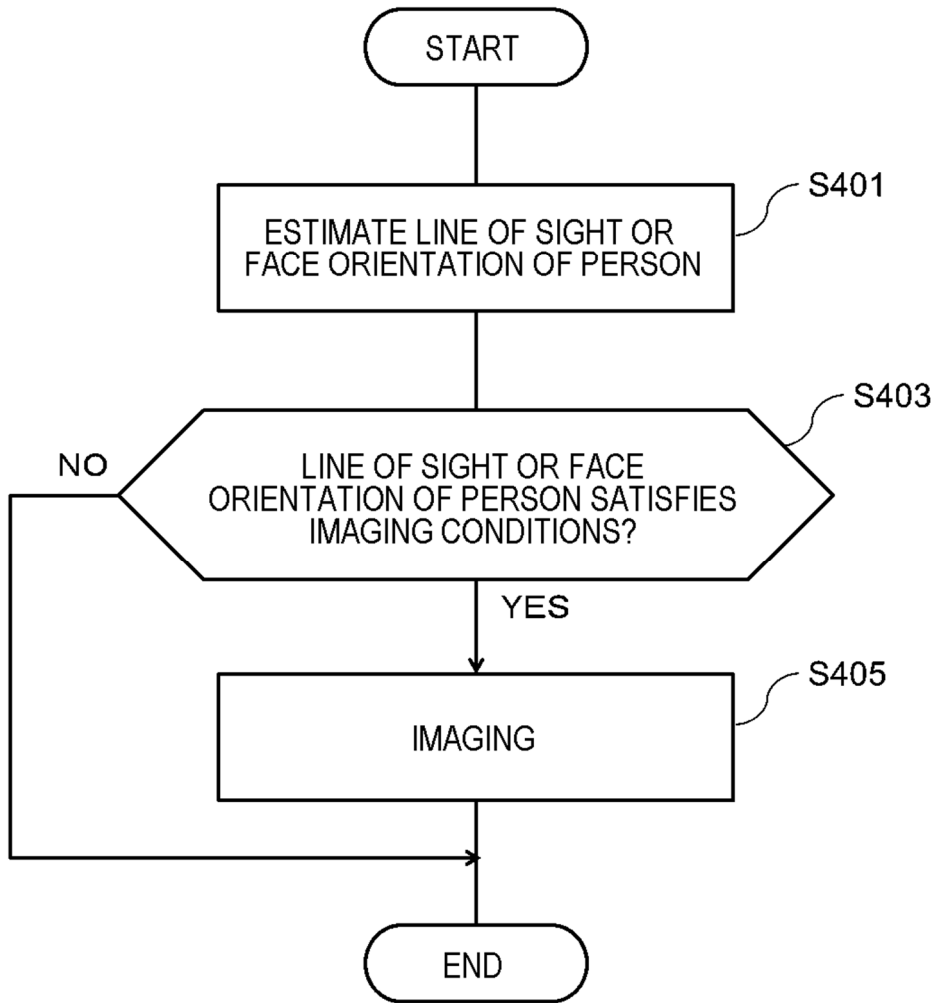 START
S401
ESTIMATE LINE OF SIGHT OR
FACE ORIENTATION OF PERSON
S403
NO
LINE OF SIGHT OR FACE
ORIENTATION OF PERSON SATISFIES
IMAGING CONDITIONS?
YES
S405
IMAGING
END